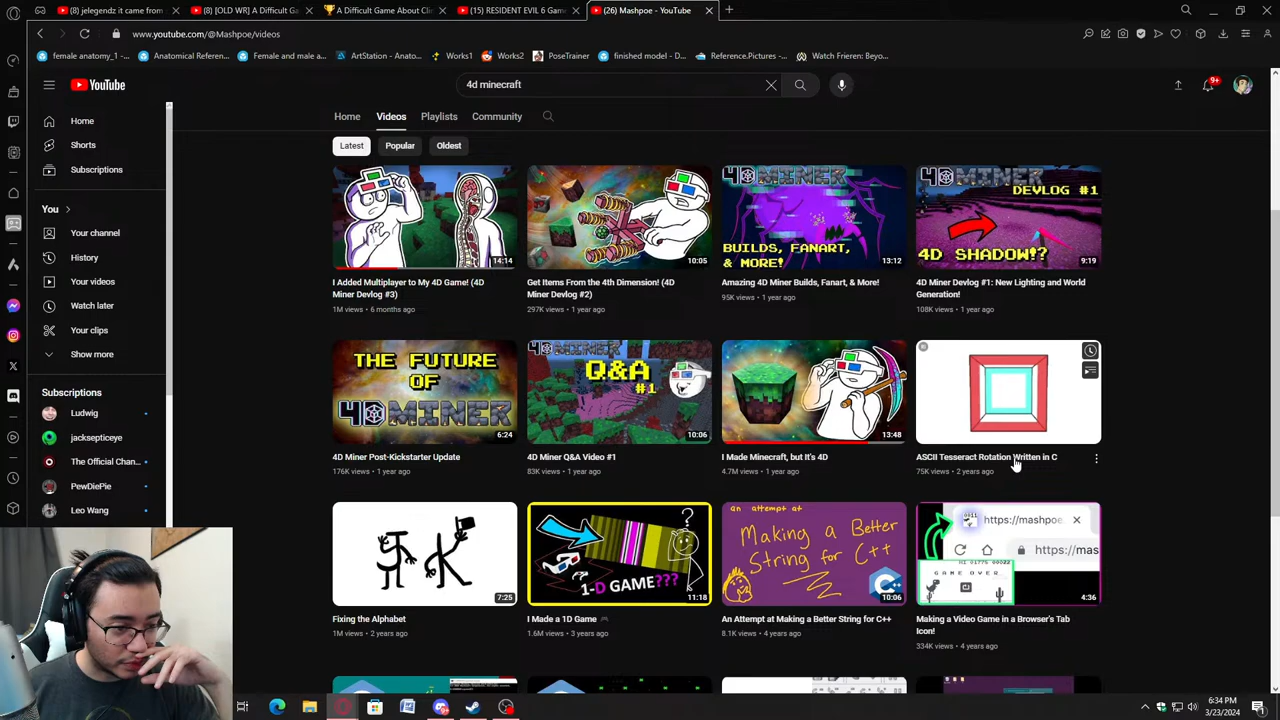 (8) jelegendz it came from
(8) [OLD WR] A Difficult Ga
A Difficult Game About Cli
(15) RESIDENT EVIL 6 Game
(26) Mashpoe - YouTube
www.youtube.com/@Mashpoe/videos
female anatomy_1 -...
Anatomical Referen...
Female and male a...
ArtStation - Anato...
Works1
Works2
PoseTrainer
finished model - D...
Reference.Pictures -...
Watch Frieren: Beyo...
YouTube
4d minecraft
9+
Home
Videos
Playlists
Community
Latest
Popular
Oldest
Home
Shorts
Subscriptions
You
Your channel
History
Your videos
Watch later
Your clips
Show more
Subscriptions
Ludwig
jacksepticeye
The Official Chan...
PewDiePie
Leo Wang
14:14
I Added Multiplayer to My 4D Game! (4D
Miner Devlog #3)
1M views • 6 months ago
10:05
Get Items From the 4th Dimension! (4D
Miner Devlog #2)
297K views • 1 year ago
4D MINER
BUILDS, FANART,
& MORE!
13:12
Amazing 4D Miner Builds, Fanart, & More!
95K views • 1 year ago
4D MINER
DEVLOG #1
4D SHADOW!?
9:19
4D Miner Devlog #1: New Lighting and World
Generation!
108K views • 1 year ago
THE FUTURE
OF
4D MINER
6:24
4D Miner Post-Kickstarter Update
176K views • 1 year ago
4D MINER
Q&A
#1
10:06
4D Miner Q&A Video #1
83K views • 1 year ago
13:48
I Made Minecraft, but It's 4D
4.7M views • 1 year ago
ASCII Tesseract Rotation Written in C
75K views • 2 years ago
7:25
Fixing the Alphabet
1M views • 2 years ago
?
1-D GAME???
11:18
I Made a 1D Game
1.6M views • 3 years ago
an attempt at
Making a Better
String for C++
10:06
An Attempt at Making a Better String for C++
8.1K views • 4 years ago
0011
https://mashpoe
https://mas
HI 01775 00022
GAME OVER
4:36
Making a Video Game in a Browser's Tab
Icon!
334K views • 4 years ago
6:34 PM
3/23/2024